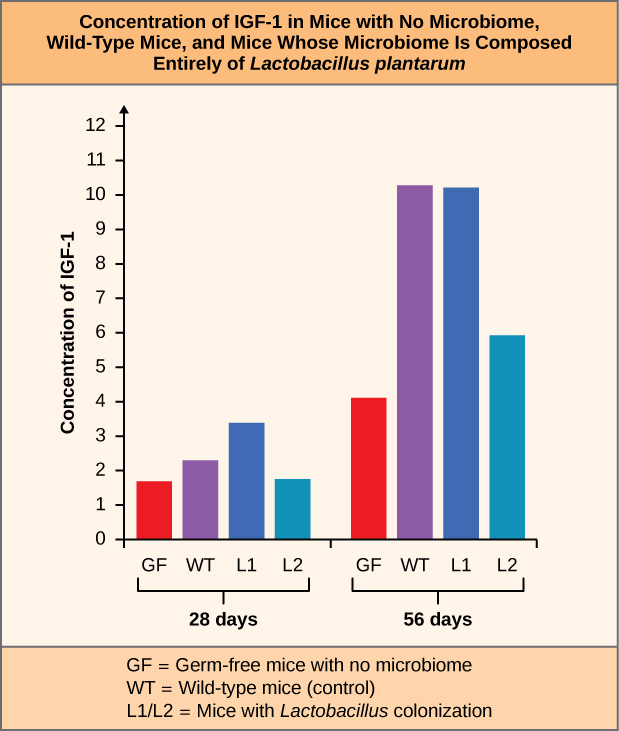 Concentration of IGF-1 in Mice with No Microbiome,
Wild-Type Mice, and Mice Whose Microbiome Is Composed
Entirely of Lactobacillus plantarum
12
11
10
9
8
7
6
5
4
3
2
1
0
Concentration of IGF-1
GF WT L1 L2 GF WT L1 L2
28 days 56 days
GF = Germ-free mice with no microbiome
WT = Wild-type mice (control)
L1/L2 = Mice with Lactobacillus colonization